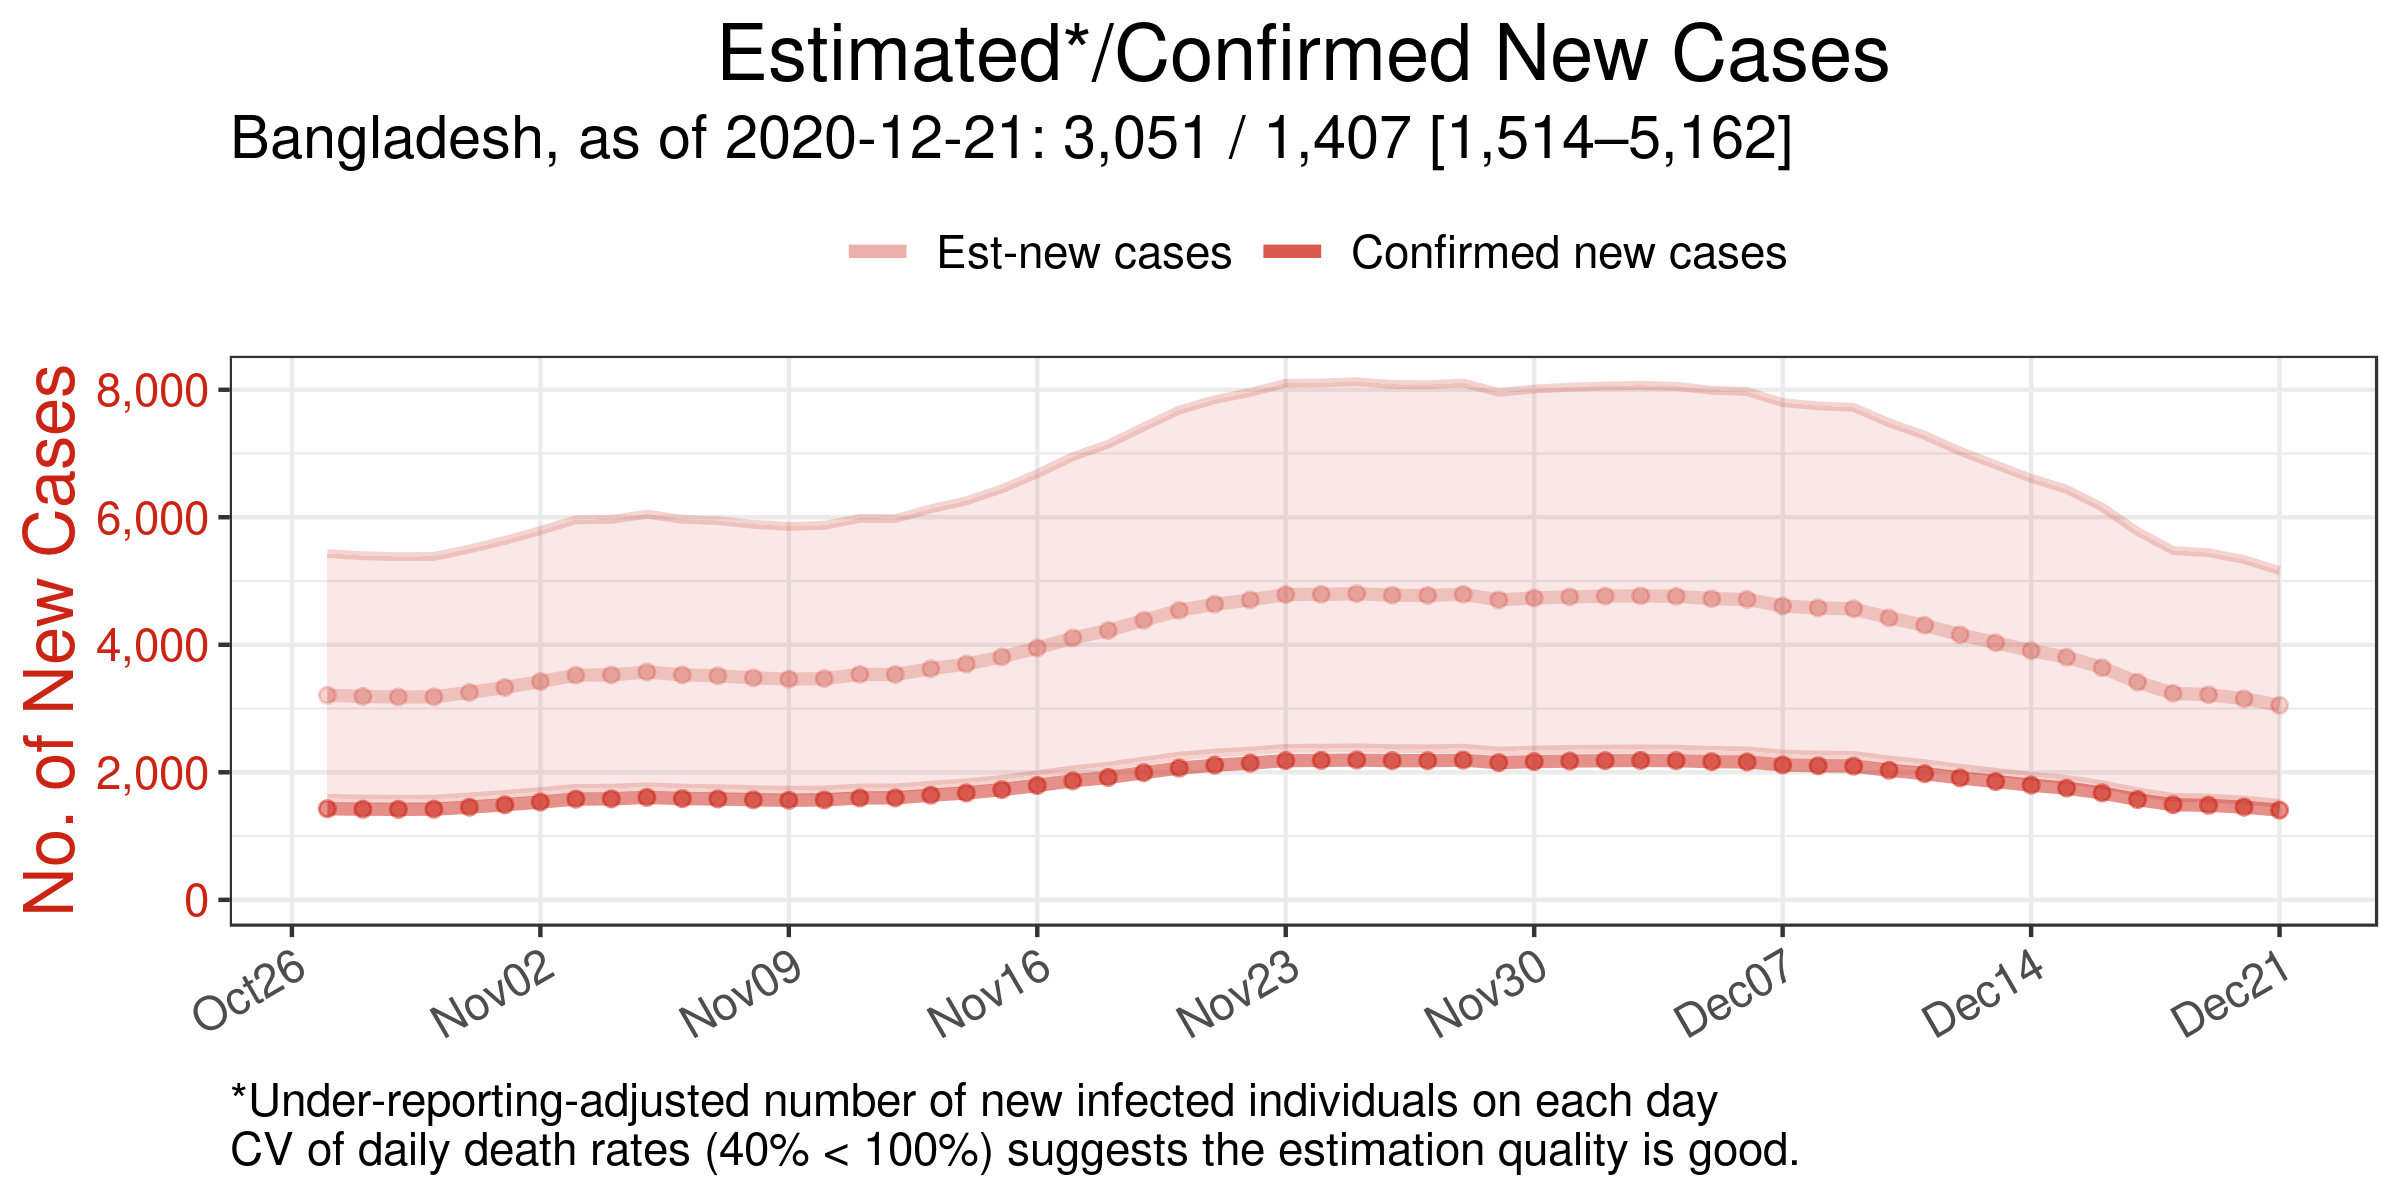 Estimated*/Confirmed New Cases
Bangladesh, as of 2020-12-21: 3,051 / 1,407 [1,514–5,162]
Est-new cases Confirmed new cases
No. of New Cases
8,000
6,000
4,000
2,000
0
Oct26 Nov02 Nov09 Nov16 Nov23 Nov30 Dec07 Dec14 Dec21
*Under-reporting-adjusted number of new infected individuals on each day
CV of daily death rates (40% < 100%) suggests the estimation quality is good.